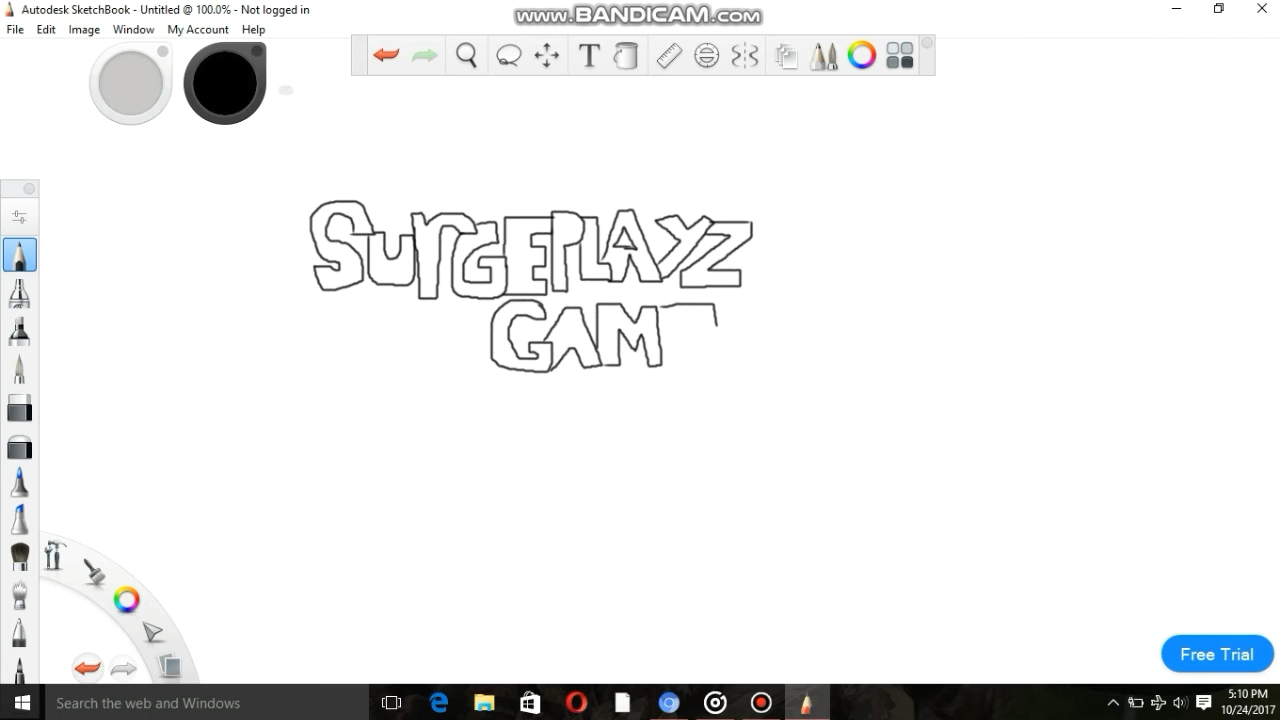 Autodesk SketchBook - Untitled @ 100.0% - Not logged in
www.BANDICAM.com
File Edit Image Window My Account Help
T
SurGEPLAYZ
GAM
Free Trial
Search the web and Windows
5:10 PM
10/24/2017